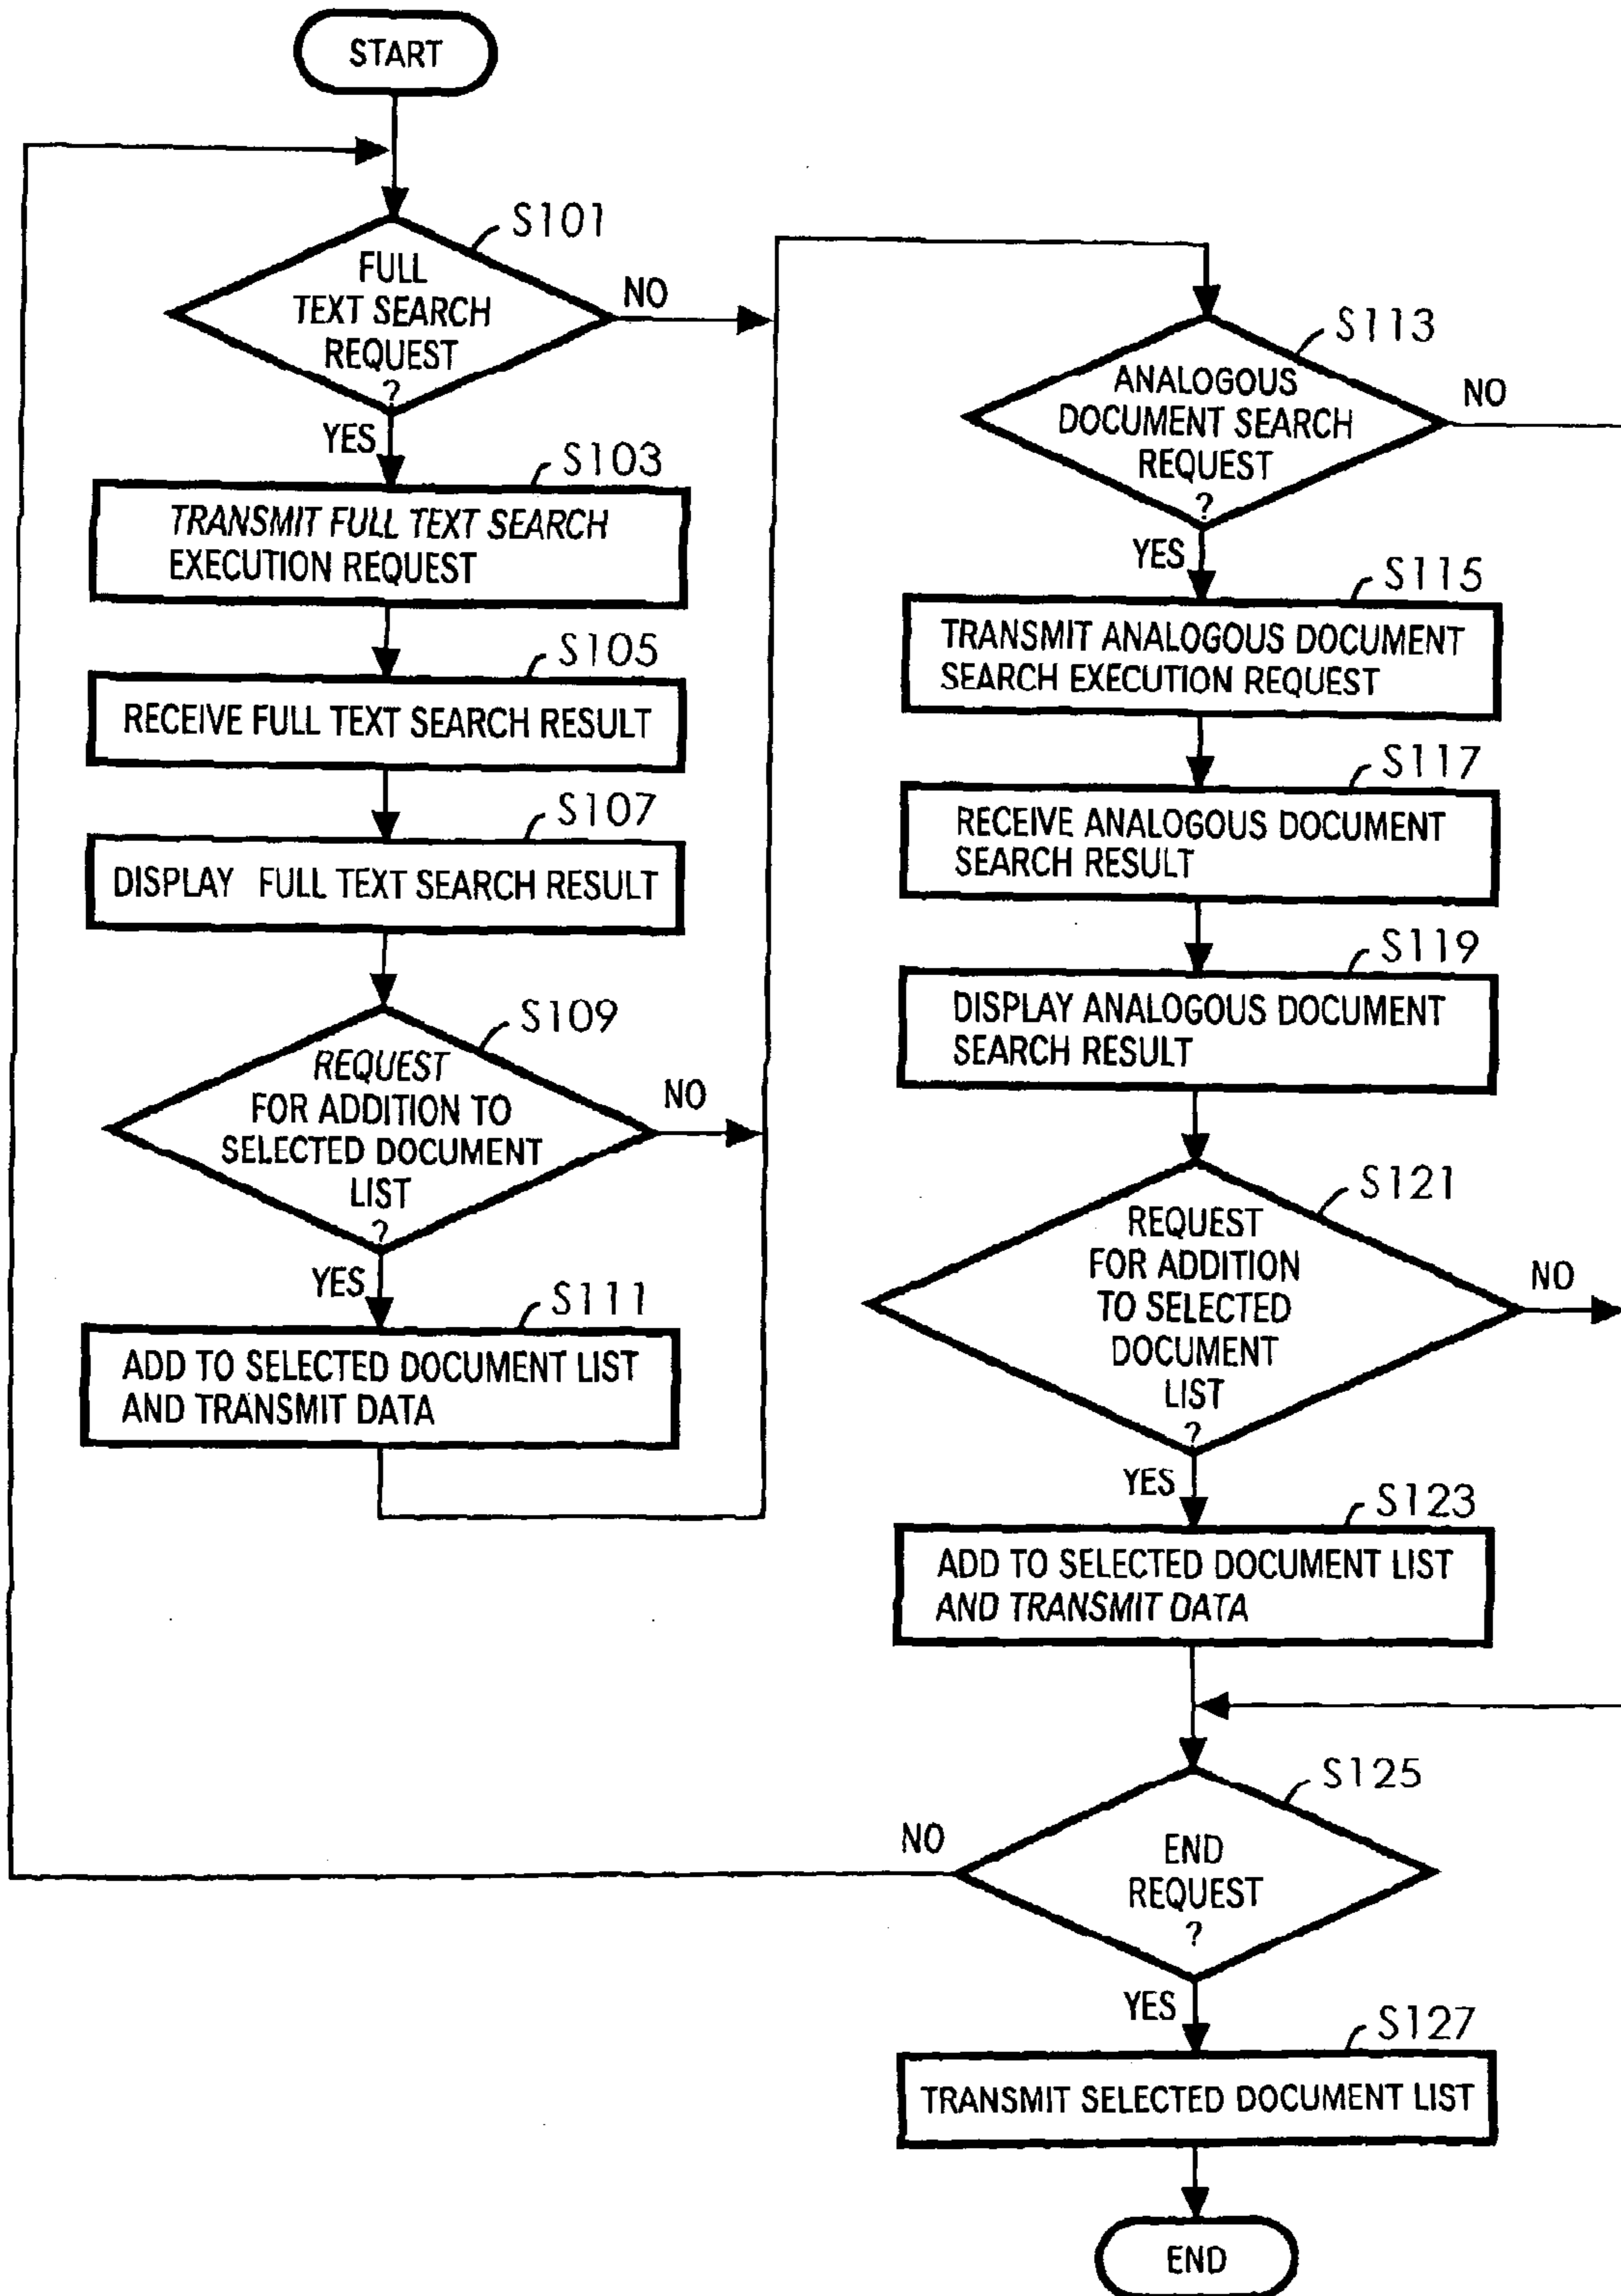 START
S101
FULL
TEXT SEARCH
REQUEST
?
NO
YES
S103
TRANSMIT FULL TEXT SEARCH
EXECUTION REQUEST
S105
RECEIVE FULL TEXT SEARCH RESULT
S107
DISPLAY FULL TEXT SEARCH RESULT
S109
REQUEST
FOR ADDITION TO
SELECTED DOCUMENT
LIST
?
NO
YES
S111
ADD TO SELECTED DOCUMENT LIST
AND TRANSMIT DATA
S113
ANALOGOUS
DOCUMENT SEARCH
REQUEST
?
NO
YES
S115
TRANSMIT ANALOGOUS DOCUMENT
SEARCH EXECUTION REQUEST
S117
RECEIVE ANALOGOUS DOCUMENT
SEARCH RESULT
S119
DISPLAY ANALOGOUS DOCUMENT
SEARCH RESULT
S121
REQUEST
FOR ADDITION
TO SELECTED
DOCUMENT
LIST
?
NO
YES
S123
ADD TO SELECTED DOCUMENT LIST
AND TRANSMIT DATA
S125
END
REQUEST
?
NO
YES
S127
TRANSMIT SELECTED DOCUMENT LIST
END